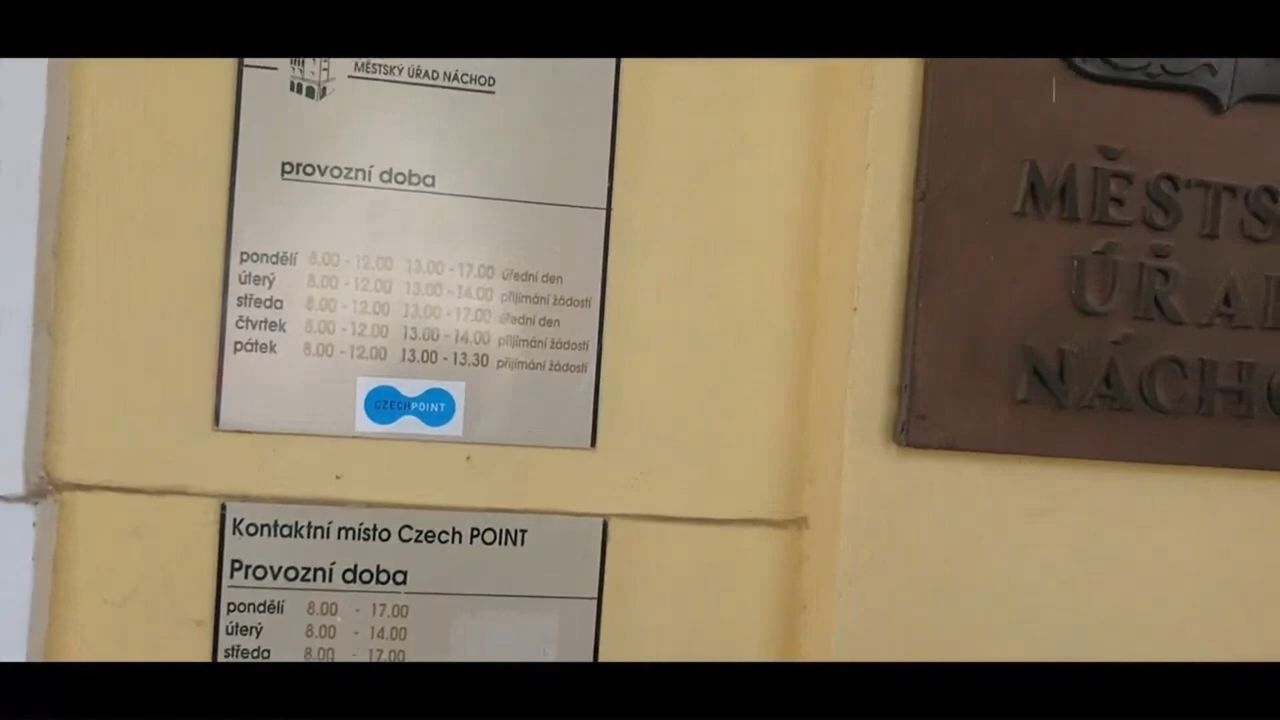 MĚSTSKÝ ÚŘAD NÁCHOD
provozní doba
pondělí 8.00 - 12.00 13.00 - 17.00 úřední den
úterý 8.00 - 12.00 13.00 - 14.00 přijímání žádostí
středa 8.00 - 12.00 13.00 - 17.00 úřední den
čtvrtek 8.00 - 12.00 13.00 - 14.00 přijímání žádostí
pátek 8.00 - 12.00 13.00 - 13.30 přijímání žádostí
CZECHPOINT
Kontaktní místo Czech POINT
Provozní doba
pondělí 8.00 - 17.00
úterý 8.00 - 14.00
středa 8.00 - 17.00
MĚSTS
ÚŘAD
NÁCHO